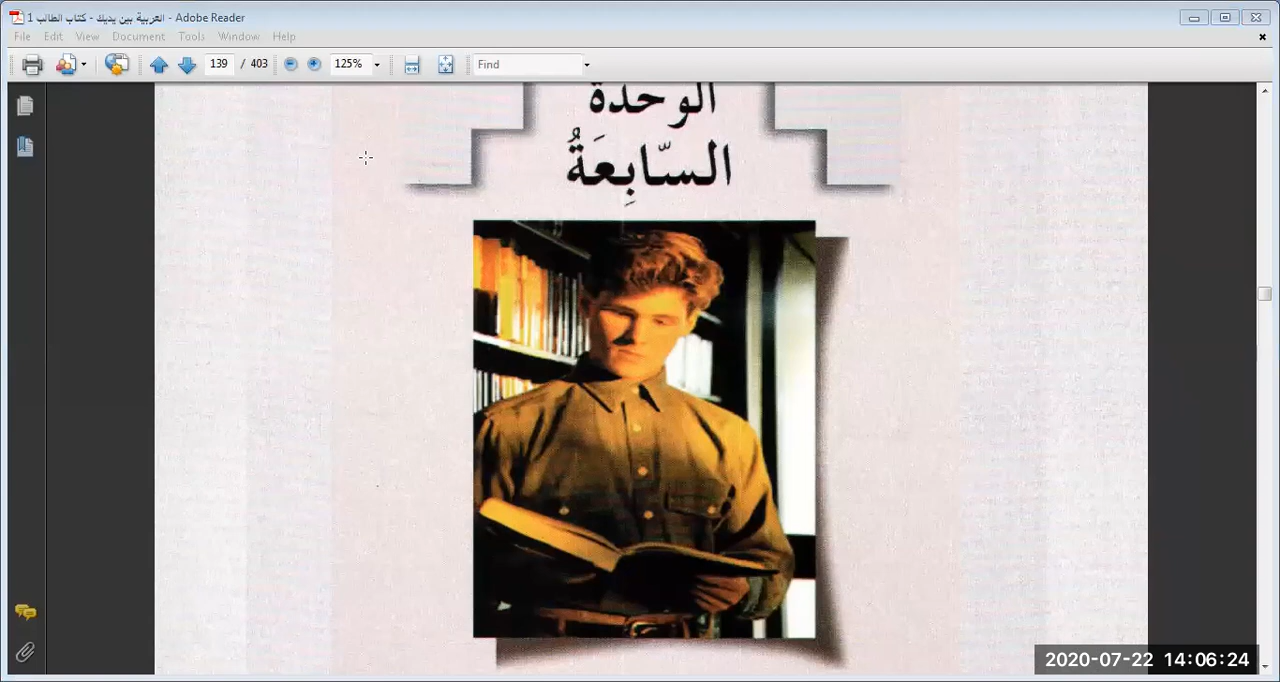 العربية بين يديك - كتاب الطالب 1 - Adobe Reader
File Edit View Document Tools Window Help
139 / 403 125% Find
الوحدة
السّابِعَةُ
2020-07-22 14:06:24